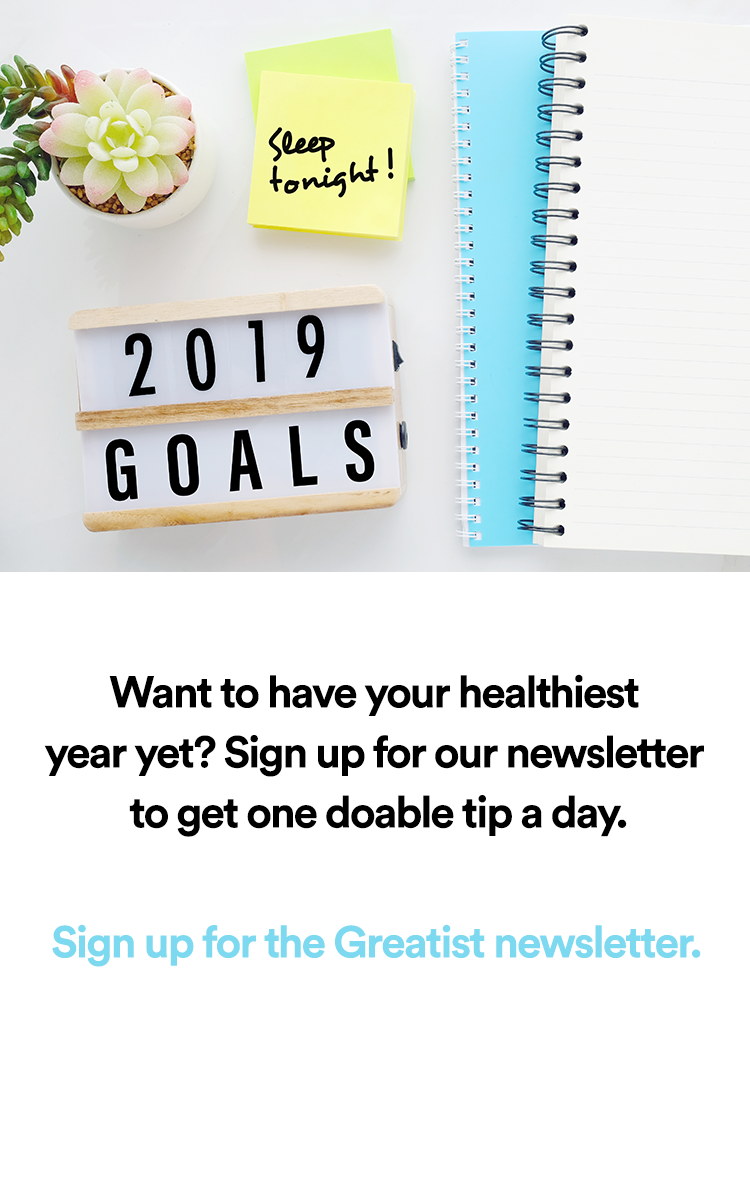 Sleep
tonight!
2019
GOALS
Want to have your healthiest
year yet? Sign up for our newsletter
to get one doable tip a day.
Sign up for the Greatist newsletter.